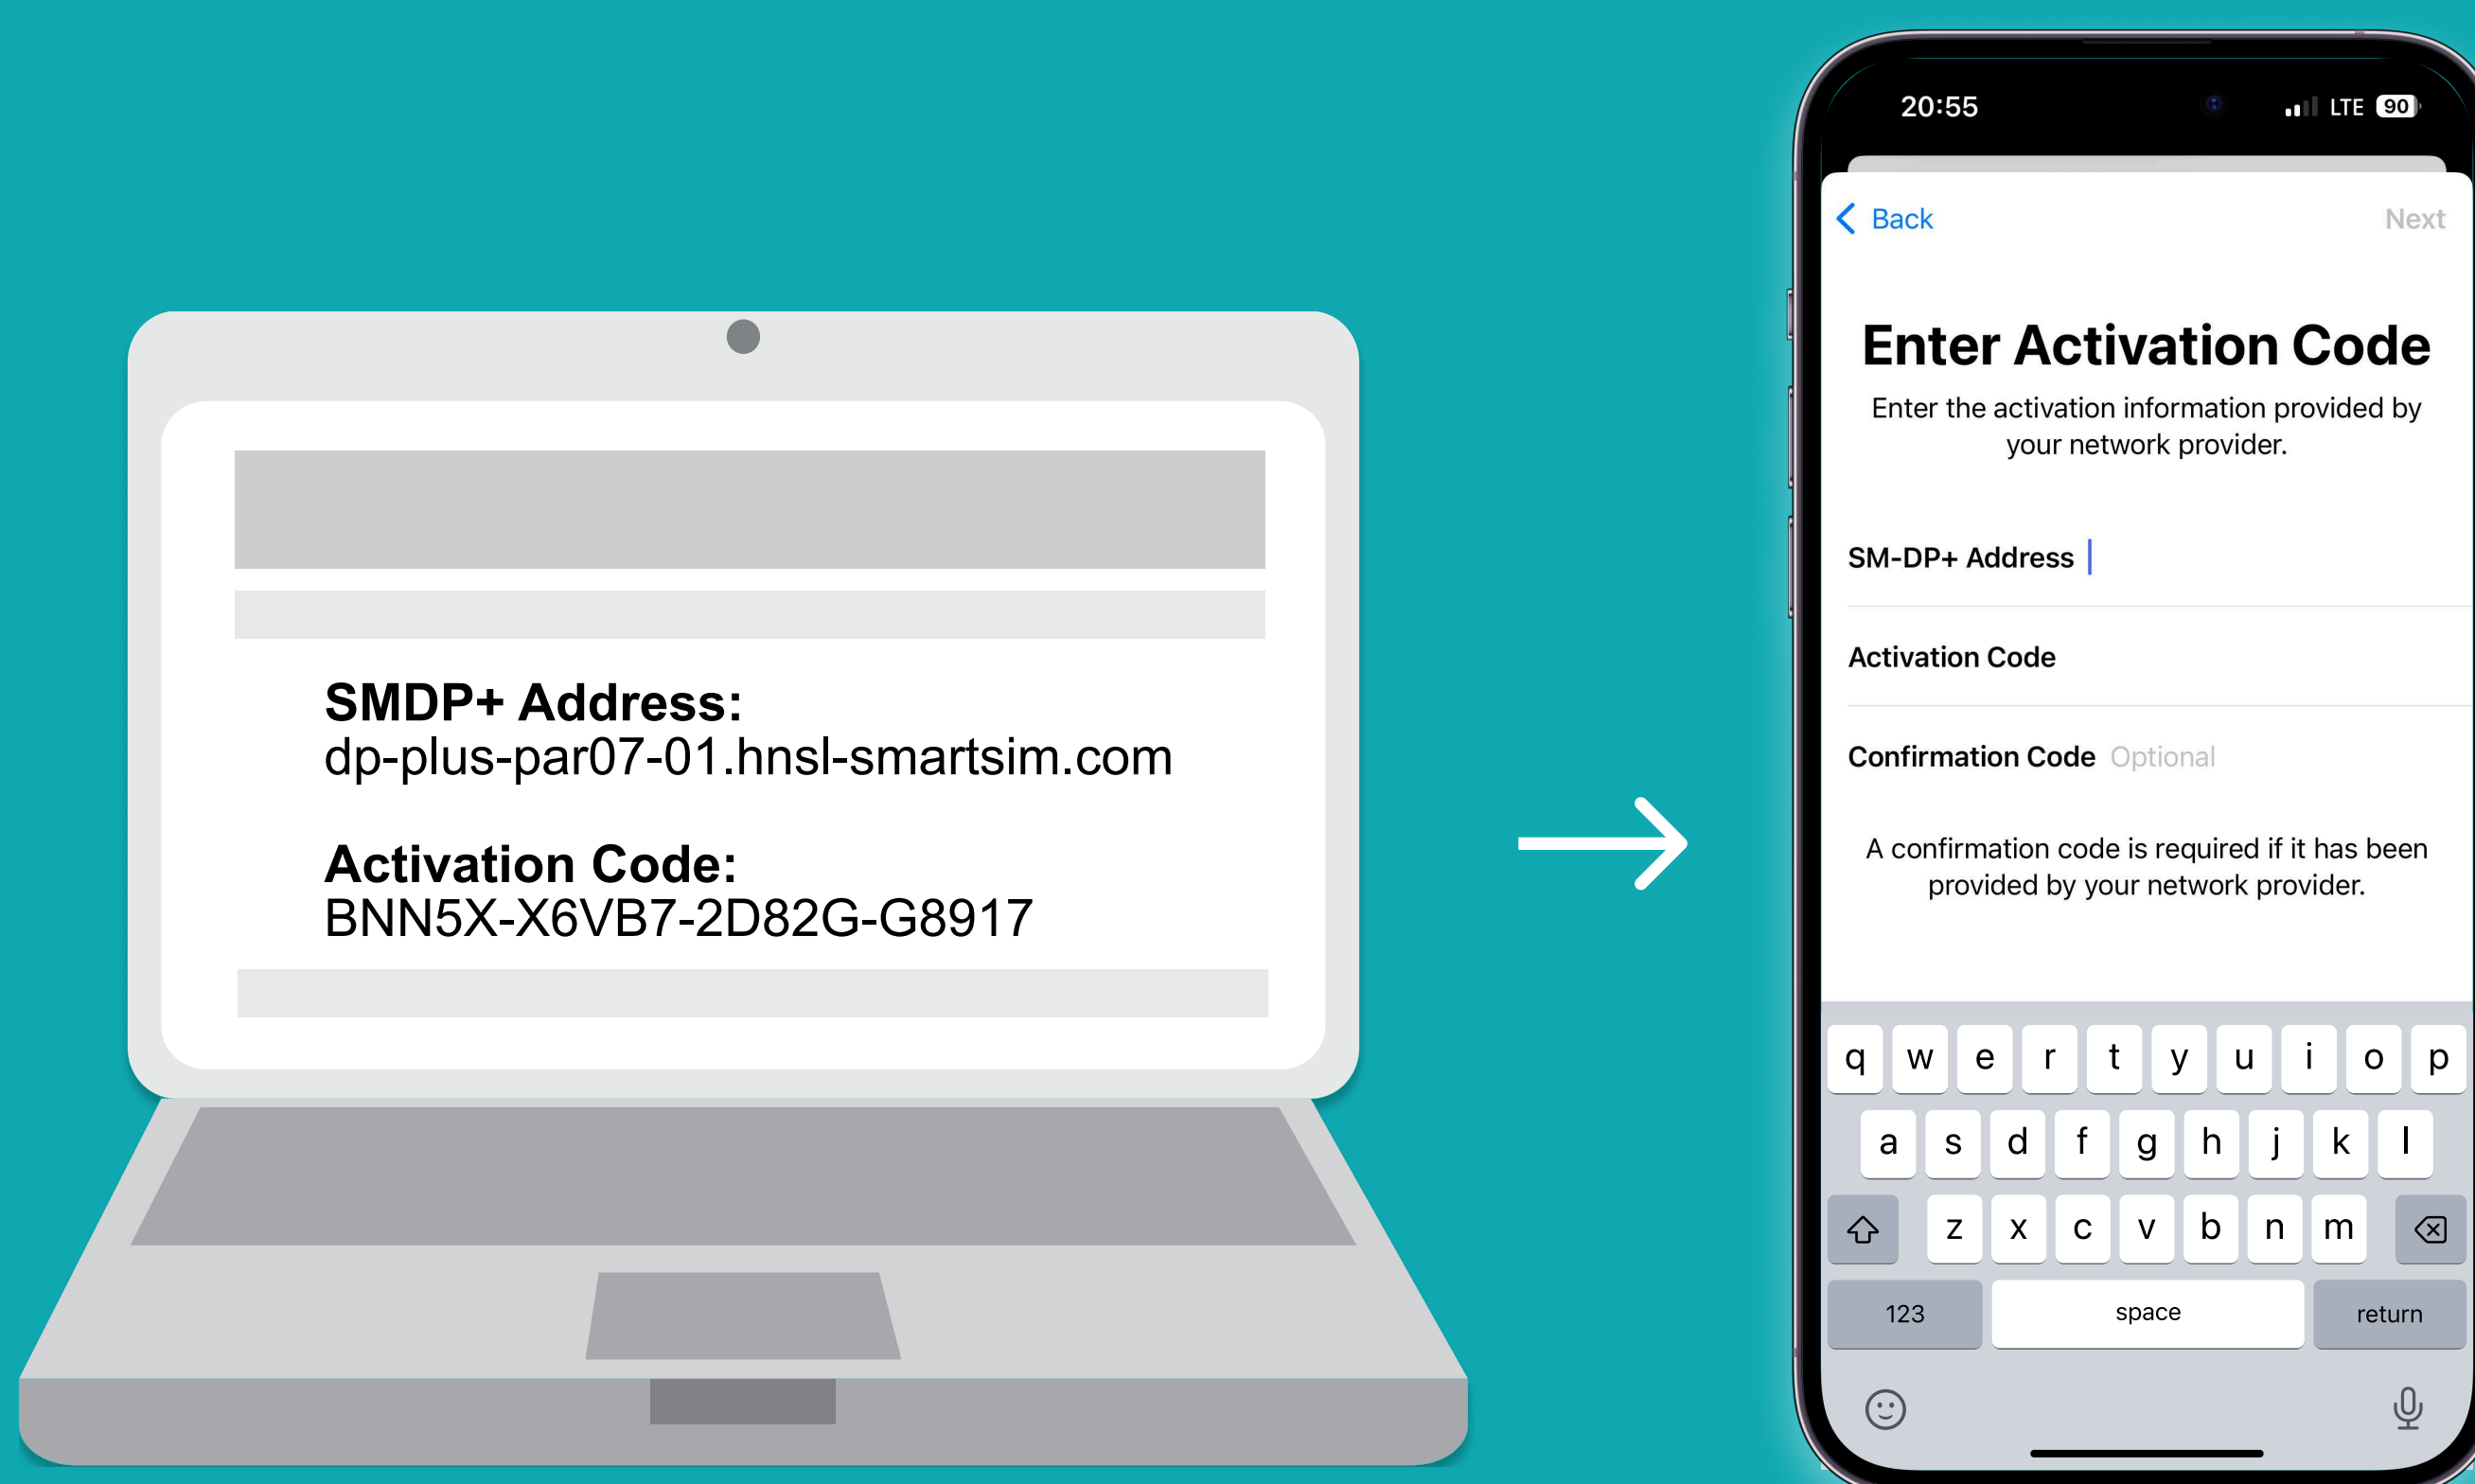 SMDP+ Address:
dp-plus-par07-01.hnsl-smartsim.com
Activation Code:
BNN5X-X6VB7-2D82G-G8917
20:55
LTE
90
Back
Next
Enter Activation Code
Enter the activation information provided by
your network provider.
SM-DP+ Address
Activation Code
Confirmation Code Optional
A confirmation code is required if it has been
provided by your network provider.
q w e r t y u i o p
a s d f g h j k l
z x c v b n m
123 space return